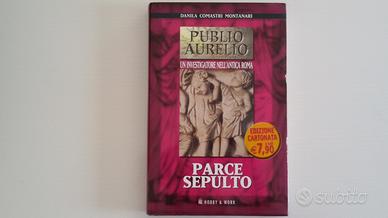 DANILA COMASTRI MONTANARI
PUBLIO
AURELIO
UN INVESTIGATORE NELL'ANTICA ROMA
EDIZIONE
CARTONATA
€7,90
PARCE
SEPULTO
HOBBY & WORK
subito